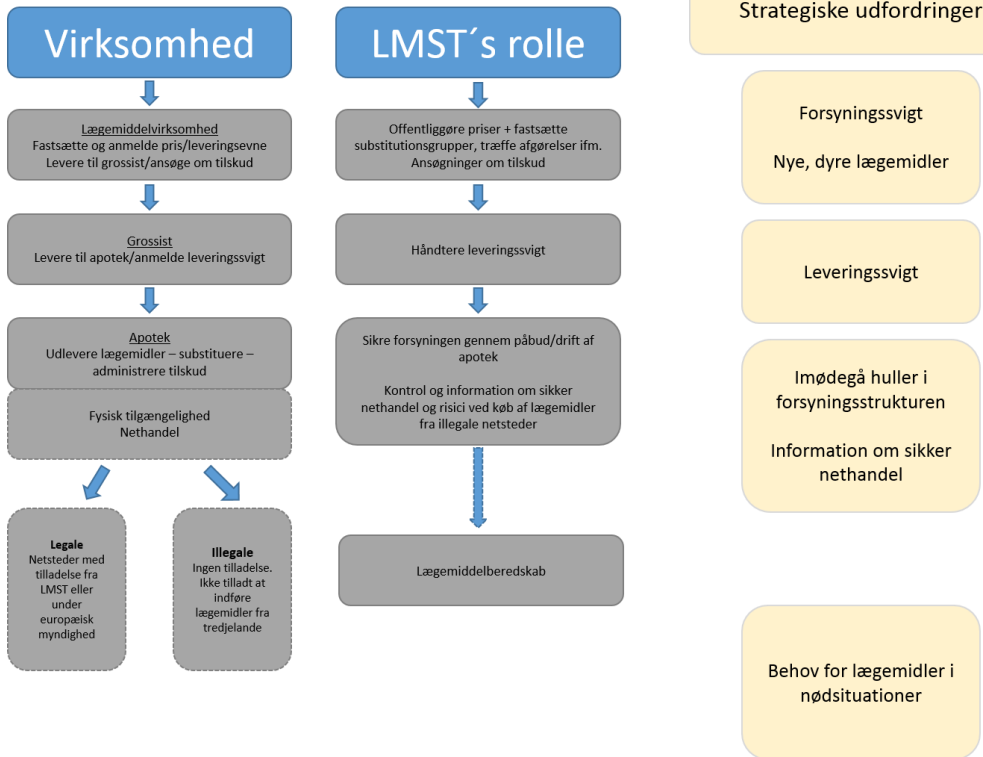 Virksomhed
Lægemiddelvirksomhed
Fastsætte og anmelde pris/leveringsevne
Levere til grossist/ansøge om tilskud
Grossist
Levere til apotek/anmelde leveringssvigt
Apotek
Udlevere lægemidler – substituere –
administrere tilskud
Fysisk tilgængelighed
Nethandel
Legale
Netsteder med
tilladelse fra
LMST eller
under
europæisk
myndighed
Illegale
Ingen tilladelse.
Ikke tilladt at
indføre
lægemidler fra
tredjelande
LMST´s rolle
Offentliggøre priser + fastsætte
substitutionsgrupper, træffe afgørelser ifm.
Ansøgninger om tilskud
Håndtere leveringssvigt
Sikre forsyningen gennem påbud/drift af
apotek
Kontrol og information om sikker
nethandel og risici ved køb af lægemidler
fra illegale netsteder
Lægemiddelberedskab
Strategiske udfordringer
Forsyningssvigt
Nye, dyre lægemidler
Leveringssvigt
Imødegå huller i
forsyningsstrukturen
Information om sikker
nethandel
Behov for lægemidler i
nødsituationer